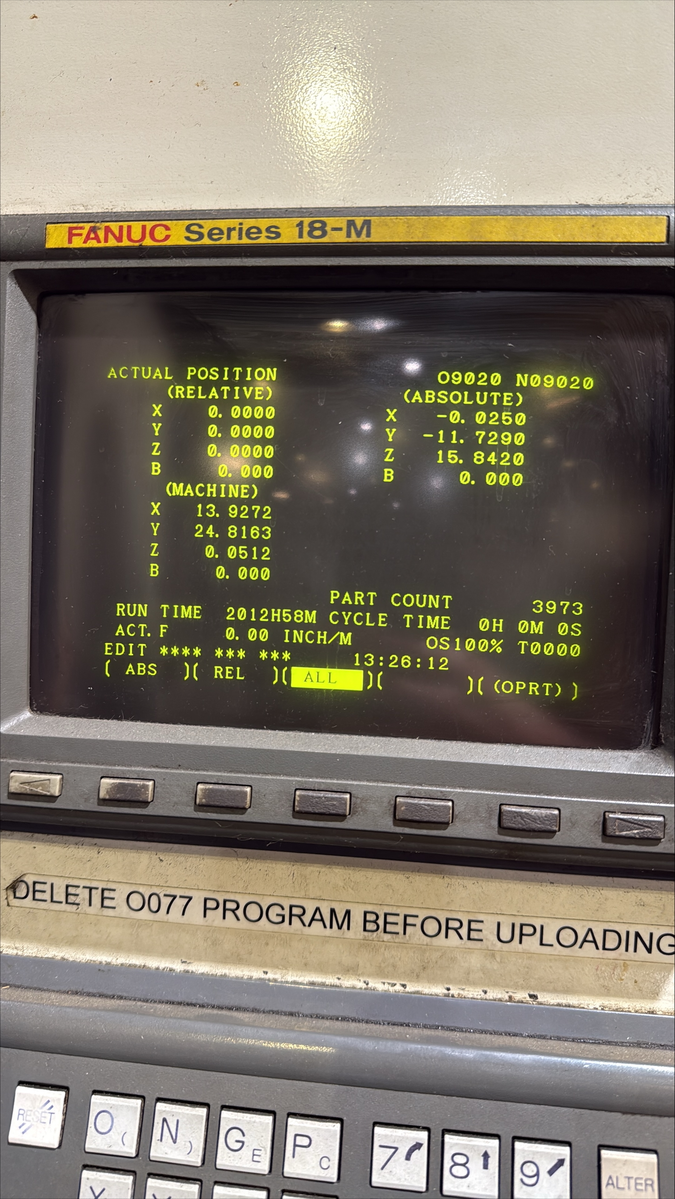 FANUC Series 18-M
ACTUAL POSITION O9020 N09020
(RELATIVE) (ABSOLUTE)
X 0.0000 X -0.0250
Y 0.0000 Y -11.7290
Z 0.0000 Z 15.8420
B 0.000 B 0.000
(MACHINE)
X 13.9272
Y 24.8163
Z 0.0512
B 0.000
PART COUNT 3973
RUN TIME 2012H58M CYCLE TIME 0H 0M 0S
ACT.F 0.00 INCH/M OS100% T0000
EDIT **** *** *** 13:26:12
( ABS )( REL )( ALL )( )( (OPRT) )
DELETE O077 PROGRAM BEFORE UPLOADING
RESET O( N) GE PC 7 8 9 ALTER